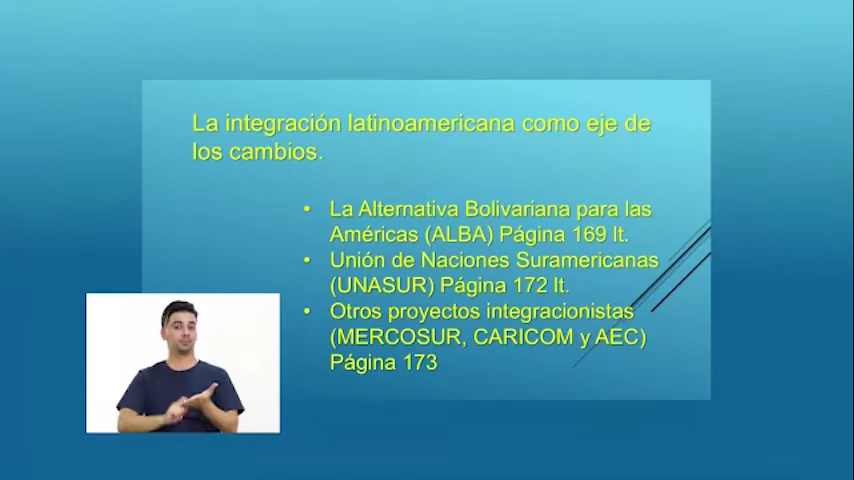 La integración latinoamericana como eje de
los cambios.
• La Alternativa Bolivariana para las
Américas (ALBA) Página 169 lt.
• Unión de Naciones Suramericanas
(UNASUR) Página 172 lt.
• Otros proyectos integracionistas
(MERCOSUR, CARICOM y AEC)
Página 173